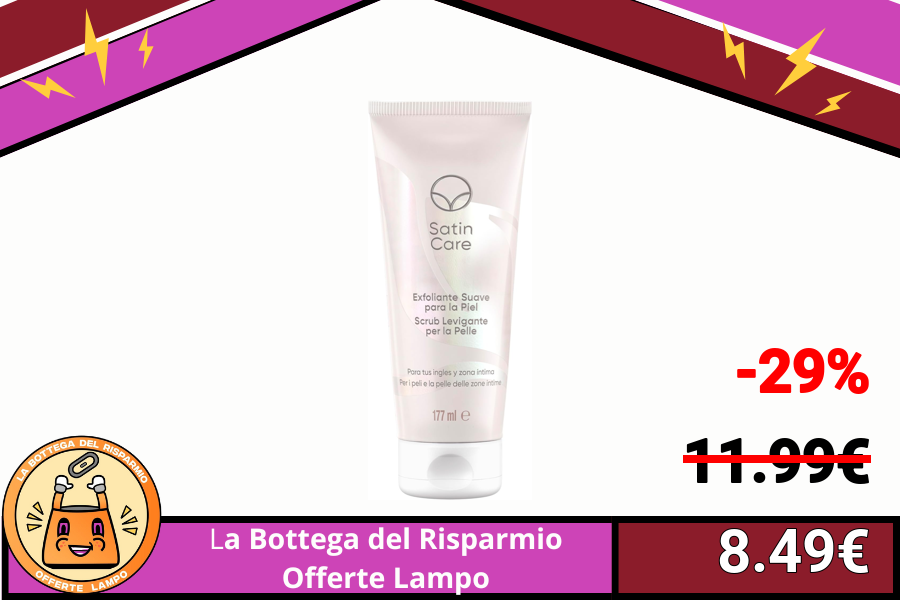 Satin
Care
Exfoliante Suave
para la Piel
Scrub Levigante
per la Pelle
Para tus ingles y zona íntima
Per i peli e la pelle delle zone intime
177 ml ℮
-29%
11.99€
8.49€
LA BOTTEGA DEL RISPARMIO
OFFERTE LAMPO
La Bottega del Risparmio
Offerte Lampo